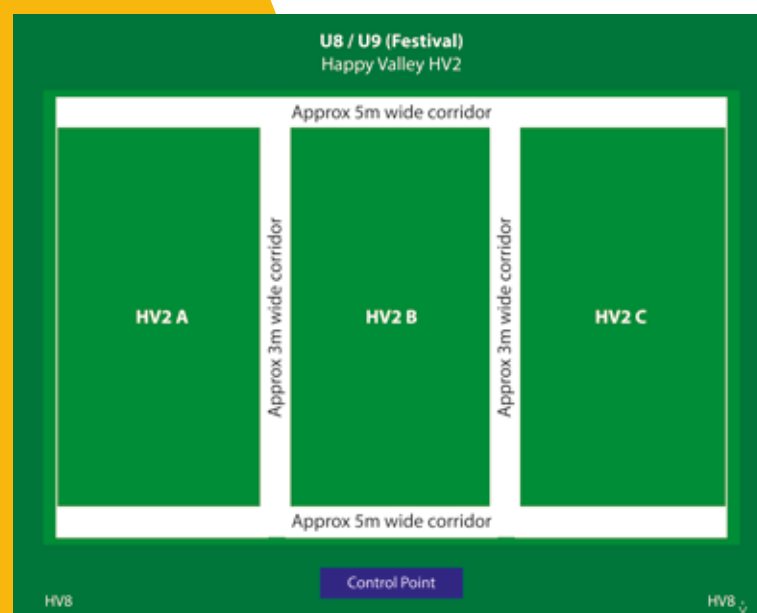 U8 / U9 (Festival)
Happy Valley HV2
Approx 5m wide corridor
HV2 A
Approx 3m wide corridor
HV2 B
Approx 3m wide corridor
HV2 C
Approx 5m wide corridor
Control Point
HV8
HV8